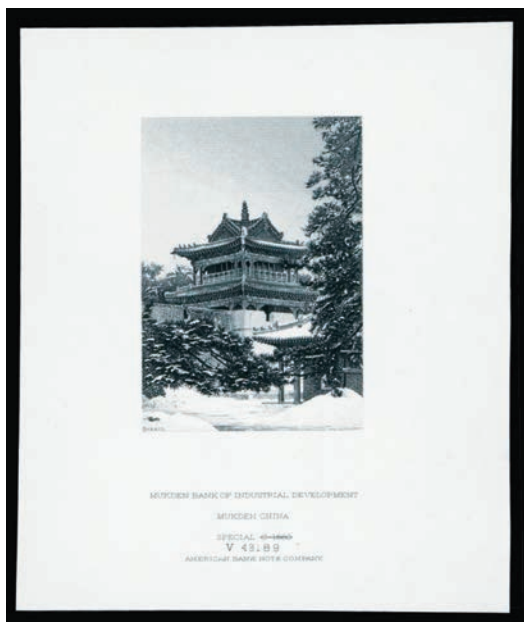 MUKDEN BANK OF INDUSTRIAL DEVELOPMENT
MUKDEN CHINA
SPECIAL
V 43189
AMERICAN BANK NOTE COMPANY